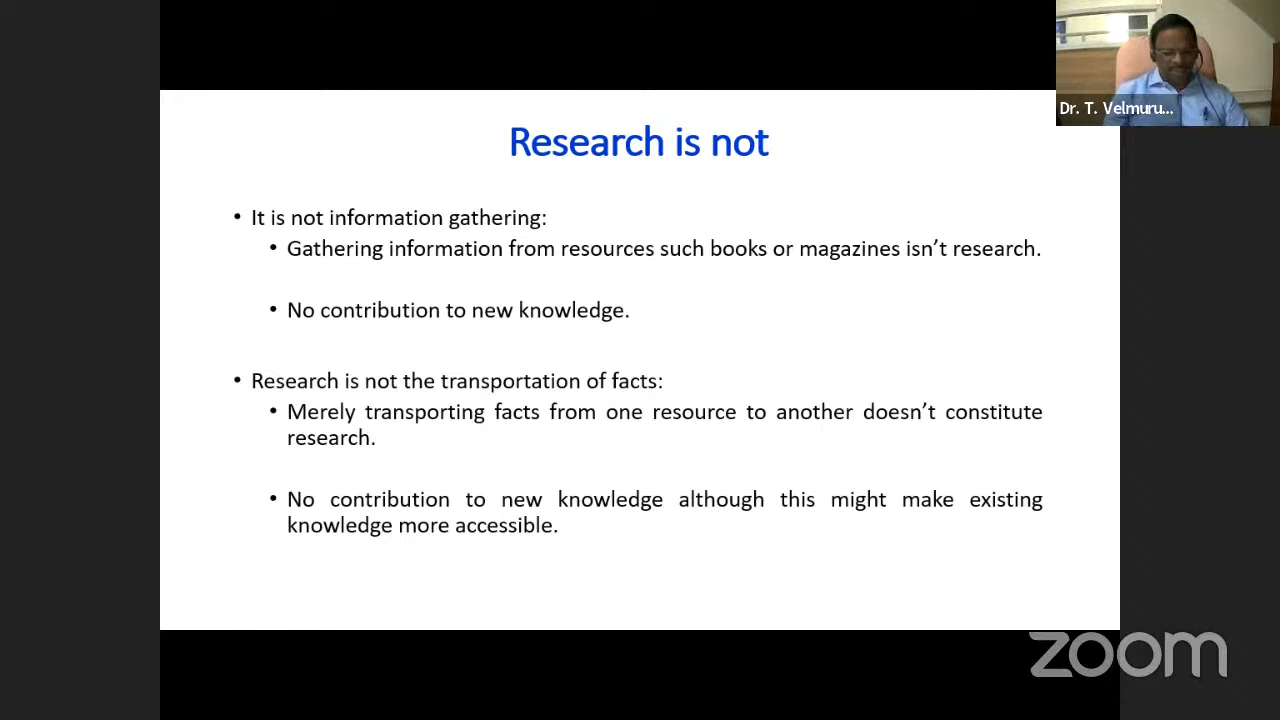 Dr. T. Velmuru...
Research is not
• It is not information gathering:
• Gathering information from resources such books or magazines isn’t research.
• No contribution to new knowledge.
• Research is not the transportation of facts:
• Merely transporting facts from one resource to another doesn’t constitute
research.
• No contribution to new knowledge although this might make existing
knowledge more accessible.
zoom